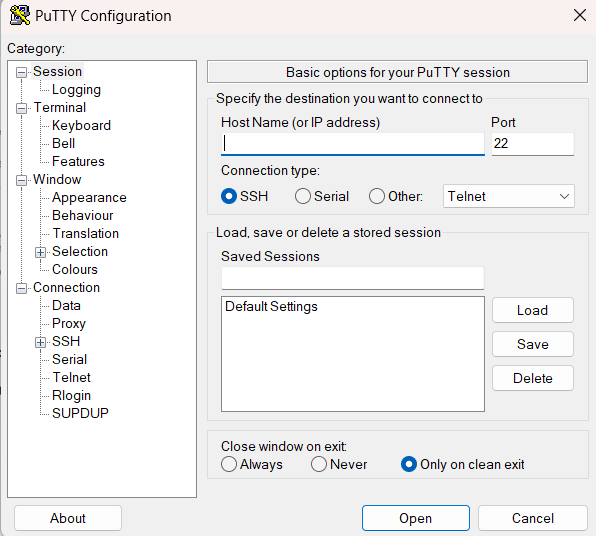 PuTTY Configuration
Category:
Session
Logging
Terminal
Keyboard
Bell
Features
Window
Appearance
Behaviour
Translation
Selection
Colours
Connection
Data
Proxy
SSH
Serial
Telnet
Rlogin
SUPDUP
Basic options for your PuTTY session
Specify the destination you want to connect to
Host Name (or IP address) Port
22
Connection type:
SSH Serial Other: Telnet
Load, save or delete a stored session
Saved Sessions
Default Settings
Load
Save
Delete
Close window on exit:
Always Never Only on clean exit
About Open Cancel